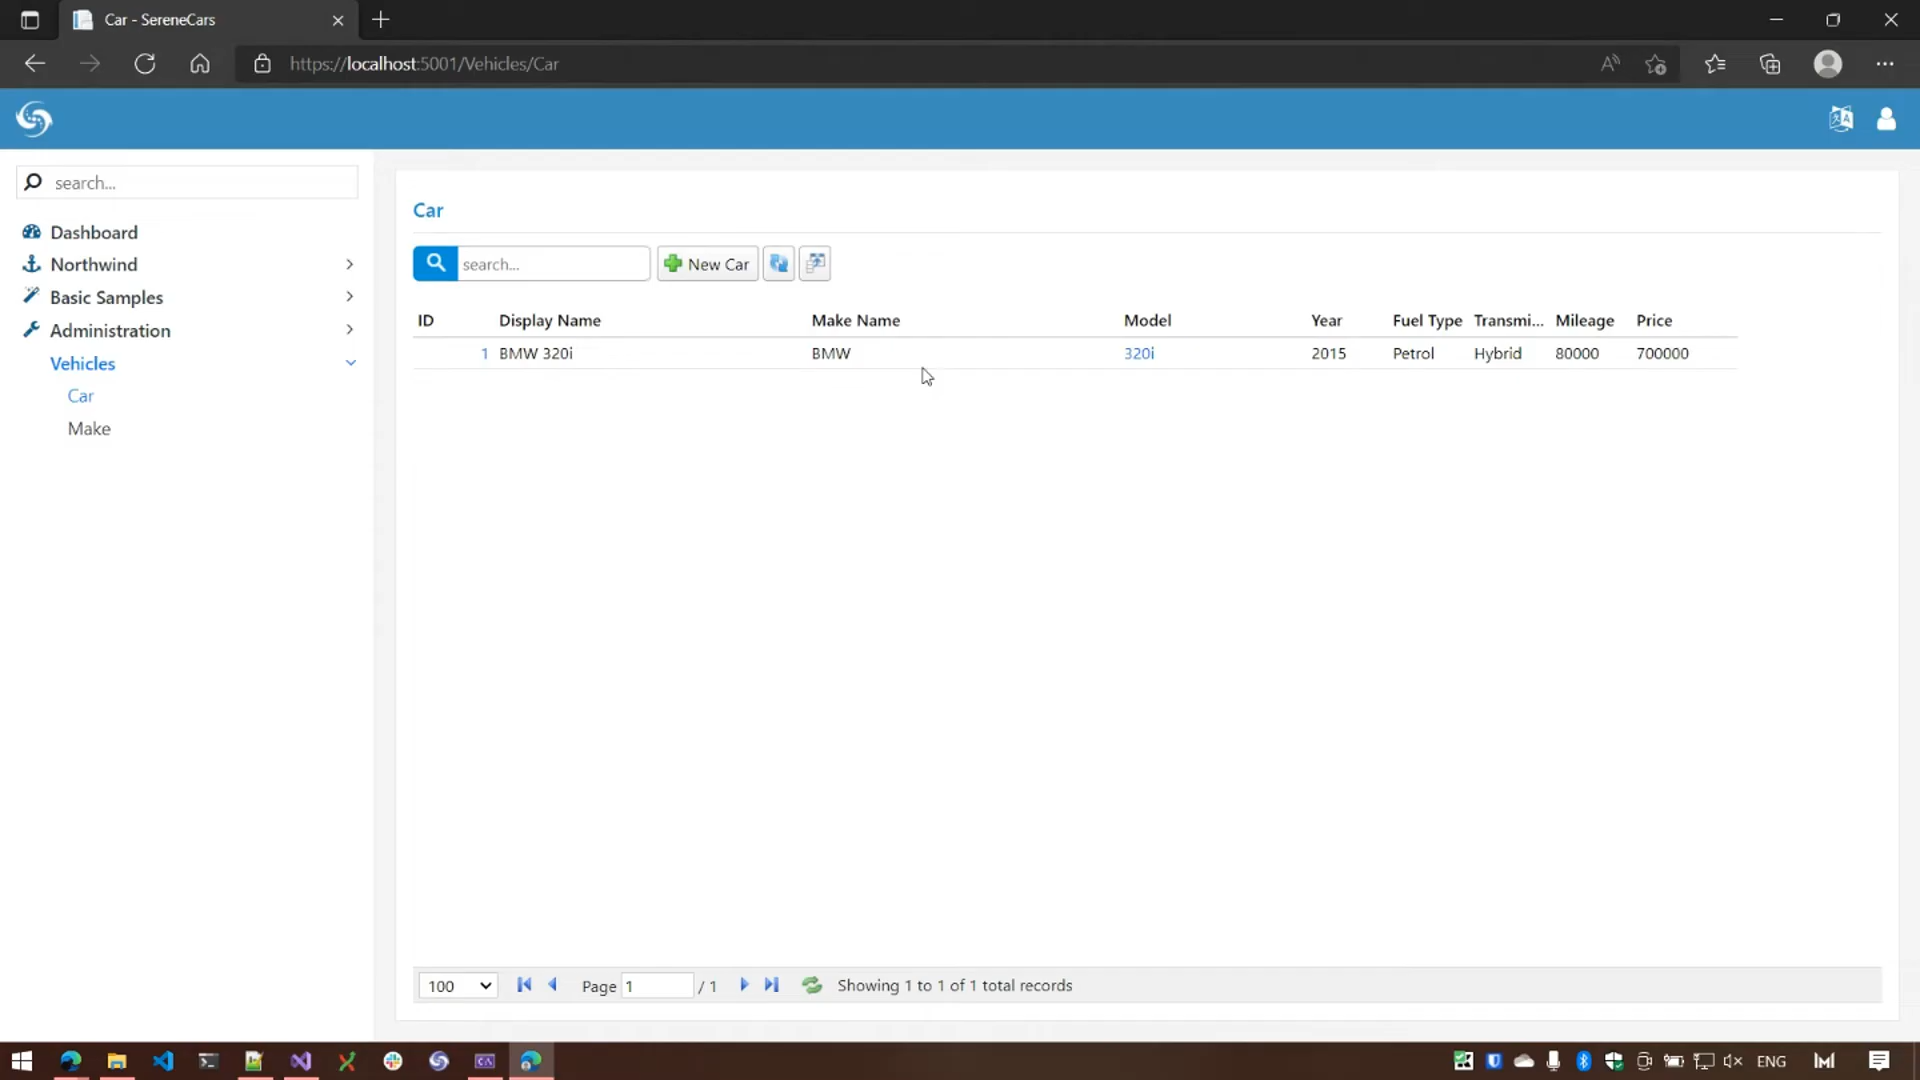 Car - SereneCars
https://localhost:5001/Vehicles/Car
search...
Dashboard
Northwind
Basic Samples
Administration
Vehicles
Car
Make
Car
search...
New Car
ID Display Name Make Name Model Year Fuel Type Transmi... Mileage Price
1 BMW 320i BMW 320i 2015 Petrol Hybrid 80000 700000
100 Page 1 / 1 Showing 1 to 1 of 1 total records
ENG